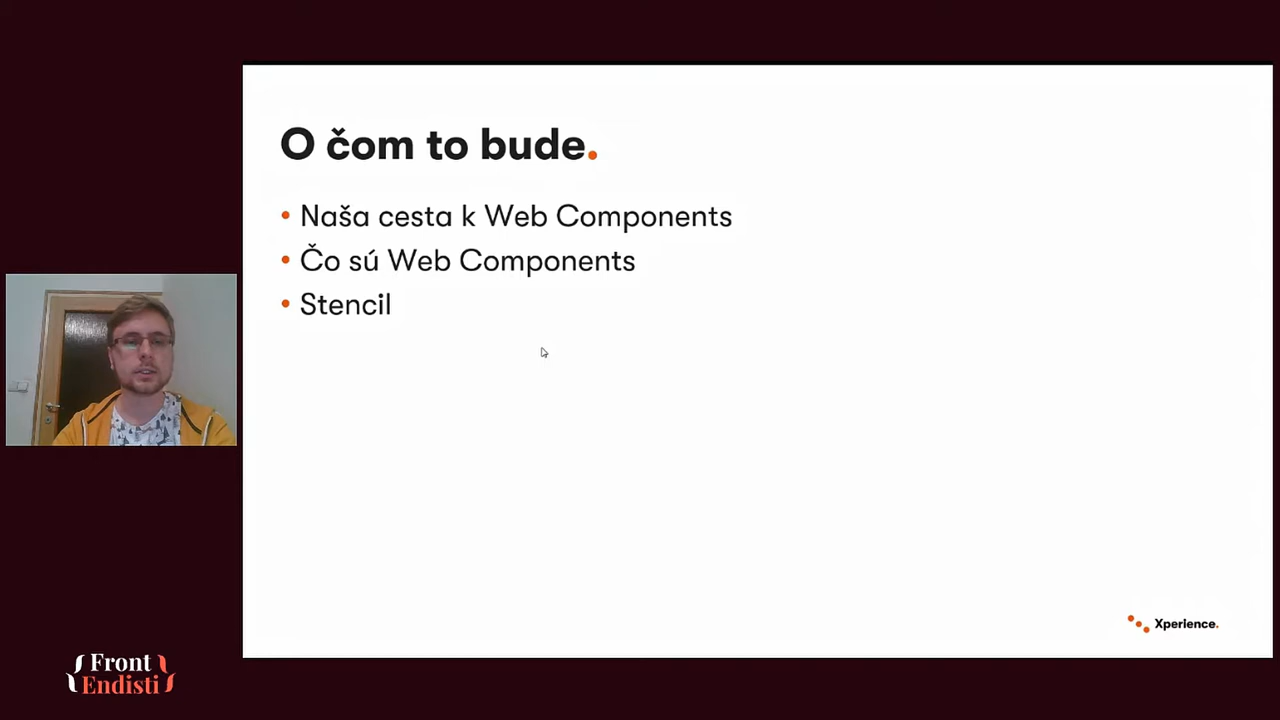 O čom to bude.
• Naša cesta k Web Components
• Čo sú Web Components
• Stencil
Xperience.
{Front
Endisti}